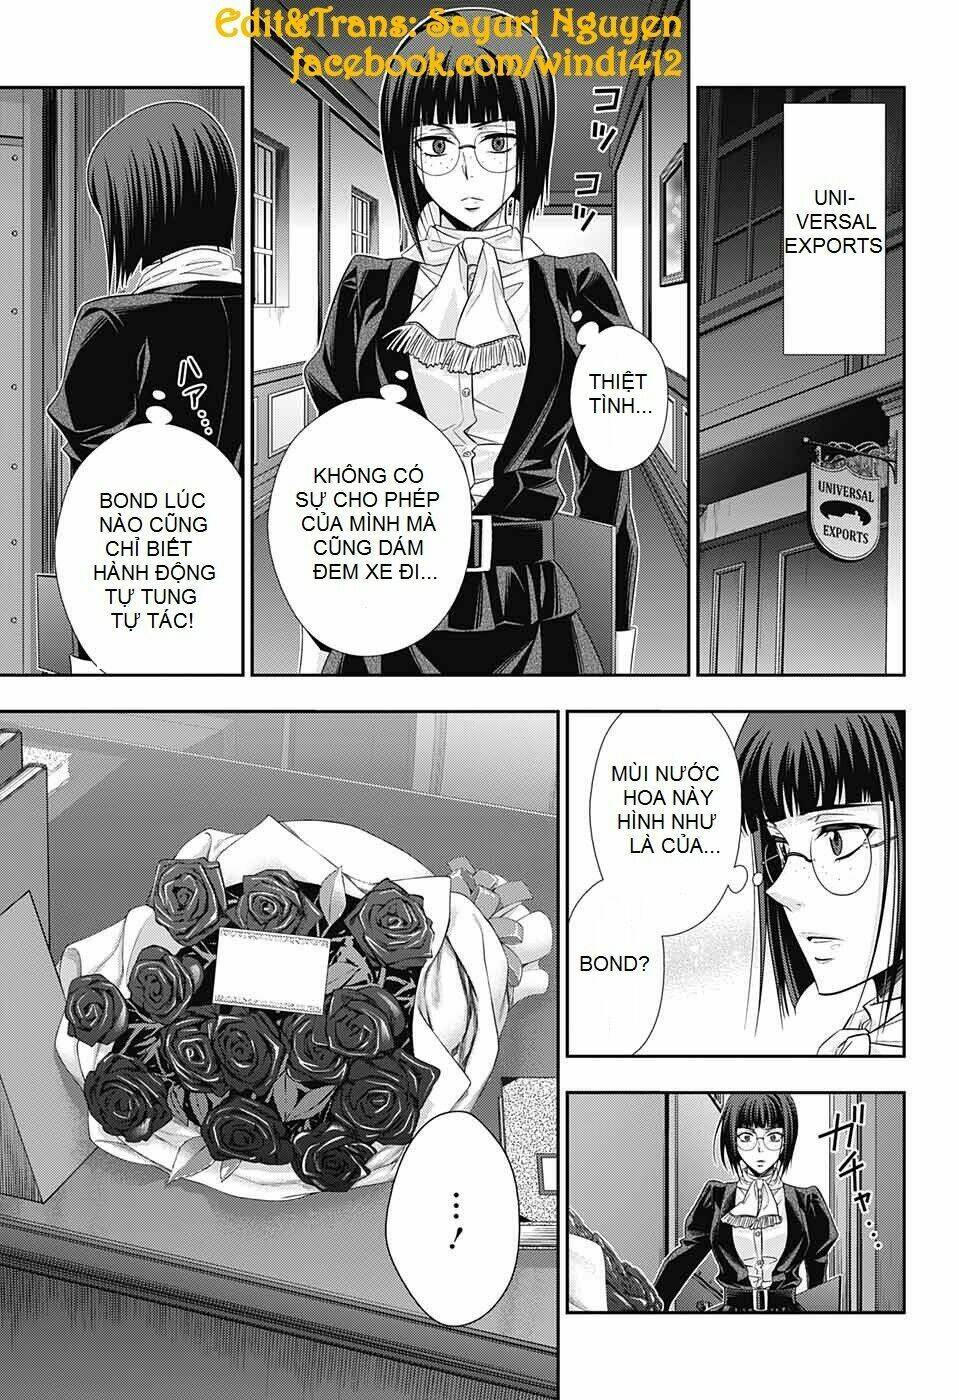 Edit&Trans: Sayuri Nguyen
facebook.com/wind1412
UNI-
VERSAL
EXPORTS
UNIVERSAL
EXPORTS
コツ
コツ
THIỆT
TÌNH...
KHÔNG CÓ
SỰ CHO PHÉP
CỦA MÌNH MÀ
CŨNG DÁM
ĐEM XE ĐI...
ハァ...
BOND LÚC
NÀO CŨNG
CHỈ BIẾT
HÀNH ĐỘNG
TỰ TUNG
TỰ TÁC!
MÙI NƯỚC
HOA NÀY
HÌNH NHƯ
LÀ CỦA...
BOND?
ガチャ...
...!